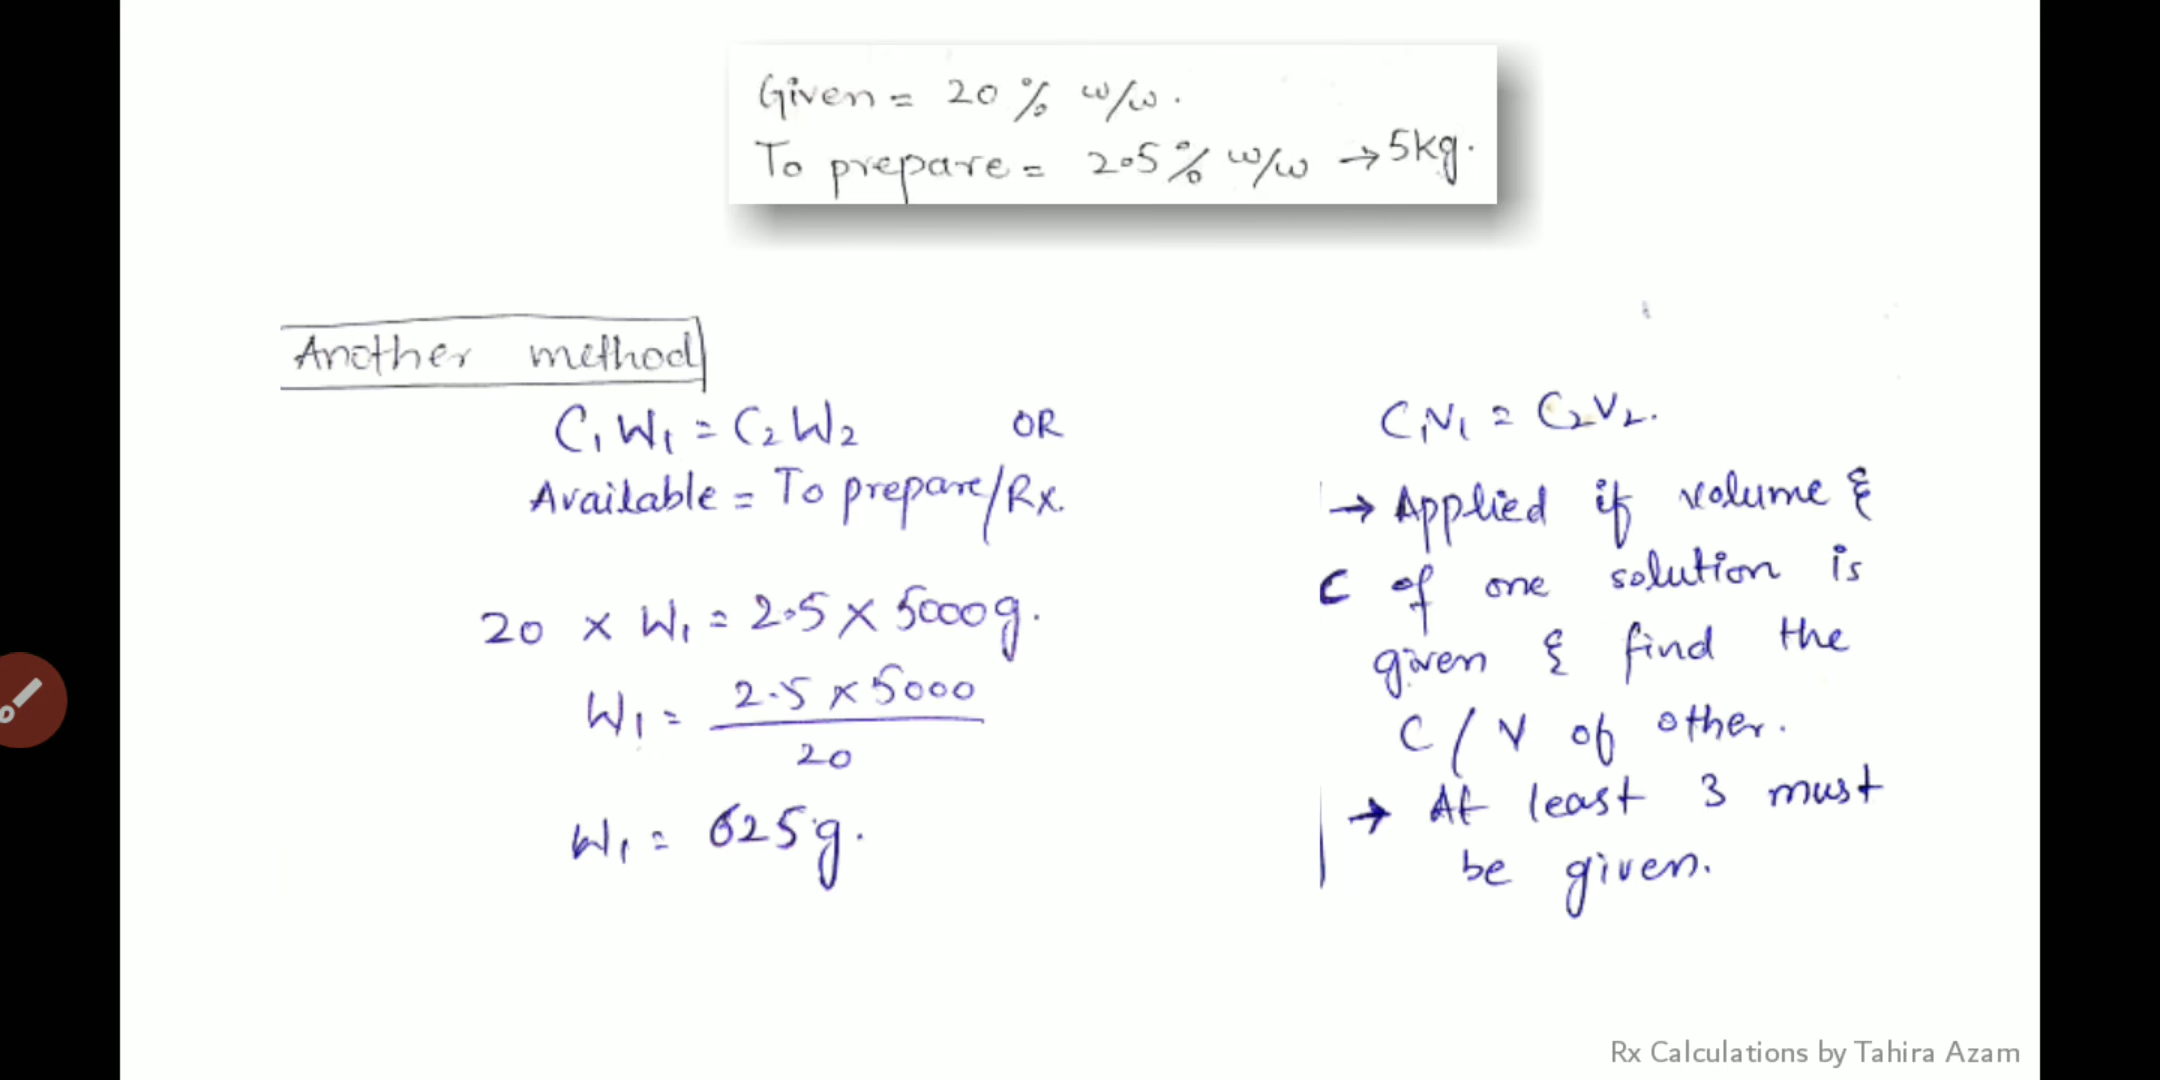 Given = 20 % w/w.
To prepare = 2.5% w/w → 5kg.
Another method
C₁W₁ = C₂W₂ OR
Available = To prepare/Rx.
20 × W₁ = 2.5 × 5000g.
W₁ = 2.5 × 5000
20
W₁ = 625g.
C₁V₁ = C₂V₂.
→ Applied if volume &
C of one solution is
given & find the
C / V of other.
→ At least 3 must
be given.
Rx Calculations by Tahira Azam